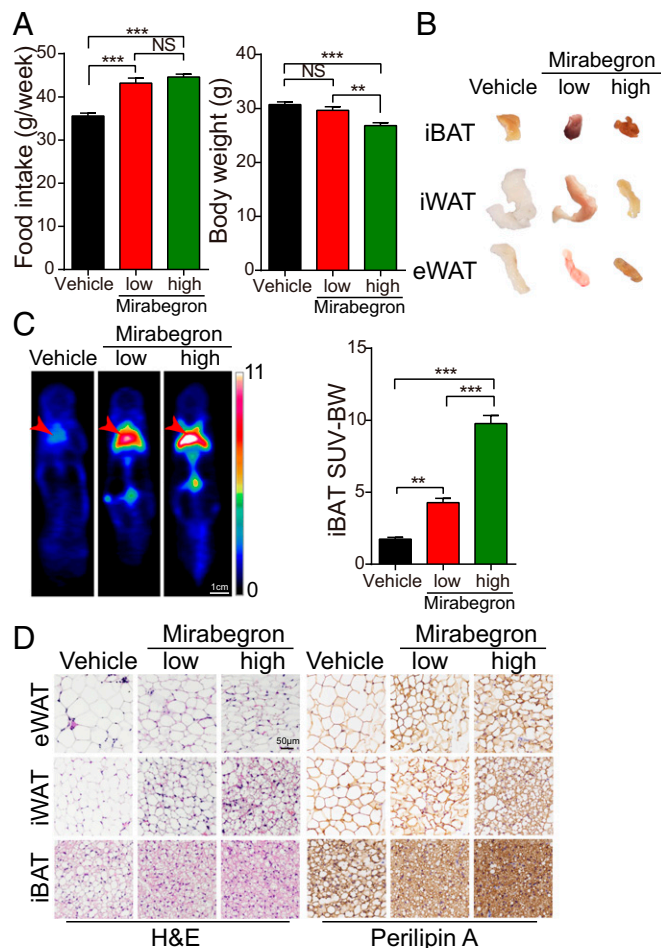 A
Food intake (g/week)
50
40
30
20
10
0
***
***
NS
Vehicle
low
high
Mirabegron
Body weight (g)
40
30
20
10
0
***
NS
**
Vehicle
low
high
Mirabegron
B
Mirabegron
Vehicle
low
high
iBAT
iWAT
eWAT
C
Mirabegron
Vehicle
low
high
11
0
1cm
iBAT SUV-BW
15
10
5
0
***
***
**
Vehicle
low
high
Mirabegron
D
Mirabegron
Mirabegron
Vehicle
low
high
Vehicle
low
high
eWAT
50μm
iWAT
iBAT
H&E
Perilipin A